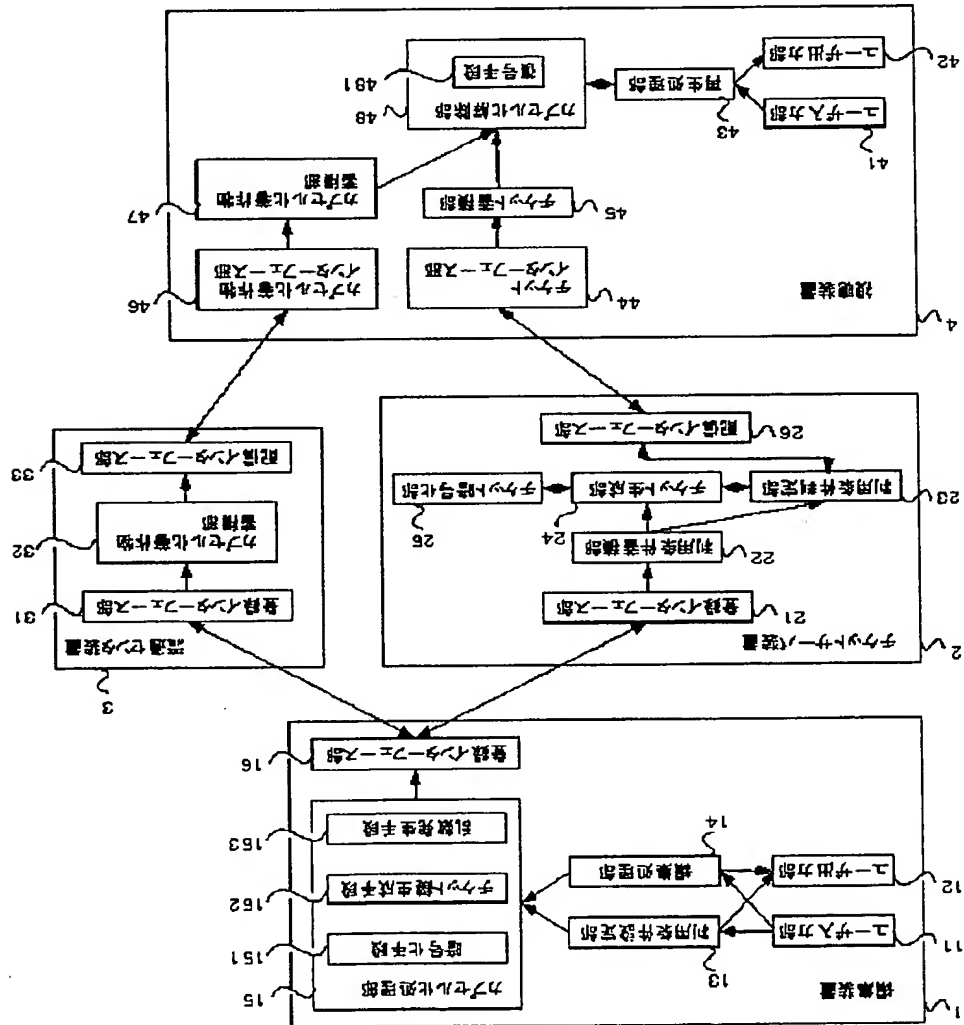 1
編集装置
11
ユーザ入力部
12
ユーザ出力部
13
利用条件設定部
14
編集処理部
15
カプセル化処理部
151
暗号化手段
152
チケット鍵生成手段
153
乱数発生手段
16
登録インターフェース部
2
チケットサーバ装置
21
登録インターフェース部
22
利用条件蓄積部
23
利用条件判定部
24
チケット生成部
25
チケット暗号化部
26
配信インターフェース部
3
流通センタ装置
31
登録インターフェース部
32
カプセル化著作物
蓄積部
33
配信インターフェース部
4
視聴装置
44
チケット
インターフェース部
45
チケット蓄積部
46
カプセル化著作物
インターフェース部
47
カプセル化著作物
蓄積部
41
ユーザ入力部
42
ユーザ出力部
43
再生処理部
48
カプセル化解除部
481
復号手段